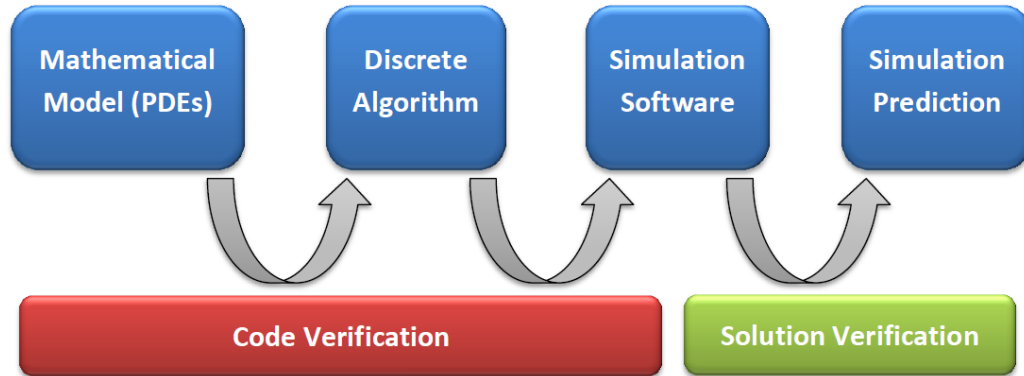 Mathematical
Model (PDEs)
Discrete
Algorithm
Simulation
Software
Simulation
Prediction
Code Verification
Solution Verification